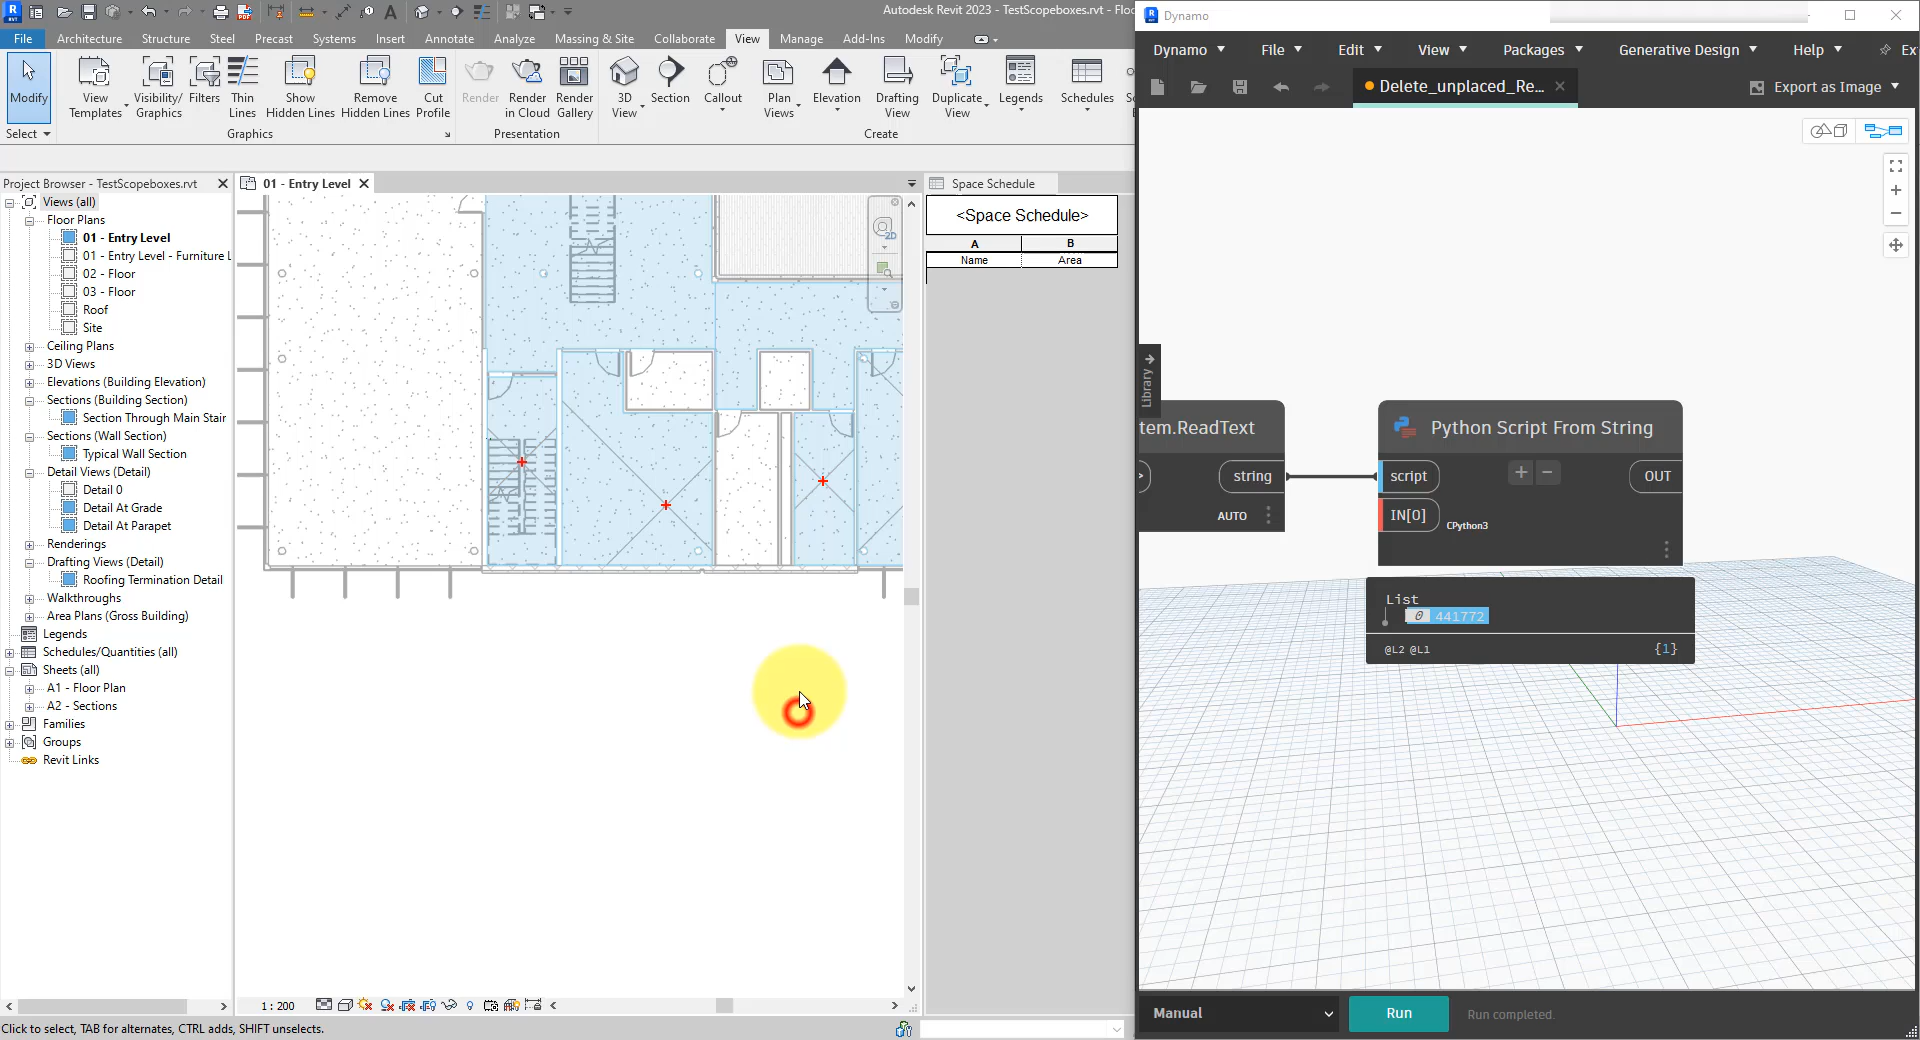 Autodesk Revit 2023 - TestScopeboxes.rvt - Floo
File
Architecture
Structure
Steel
Precast
Systems
Insert
Annotate
Analyze
Massing & Site
Collaborate
View
Manage
Add-Ins
Modify
Modify
View
Templates
Visibility/
Graphics
Filters
Thin
Lines
Show
Hidden Lines
Remove
Hidden Lines
Cut
Profile
Render
Render
in Cloud
Render
Gallery
3D
View
Section
Callout
Plan
Views
Elevation
Drafting
View
Duplicate
View
Legends
Schedules
Select
Graphics
Presentation
Create
Project Browser - TestScopeboxes.rvt
Views (all)
Floor Plans
01 - Entry Level
01 - Entry Level - Furniture L
02 - Floor
03 - Floor
Roof
Site
Ceiling Plans
3D Views
Elevations (Building Elevation)
Sections (Building Section)
Section Through Main Stair
Sections (Wall Section)
Typical Wall Section
Detail Views (Detail)
Detail 0
Detail At Grade
Detail At Parapet
Renderings
Drafting Views (Detail)
Roofing Termination Detail
Walkthroughs
Area Plans (Gross Building)
Legends
Schedules/Quantities (all)
Sheets (all)
A1 - Floor Plan
A2 - Sections
Families
Groups
Revit Links
01 - Entry Level
2D
1 : 200
Space Schedule
<Space Schedule>
A B
Name Area
Click to select, TAB for alternates, CTRL adds, SHIFT unselects.
Dynamo
Dynamo
File
Edit
View
Packages
Generative Design
Help
Ex
Delete_unplaced_Re...
Export as Image
Library
tem.ReadText
string
AUTO
Python Script From String
script
+ −
OUT
IN[0]
CPython3
List
0 441772
@L2 @L1
{1}
Manual
Run
Run completed.